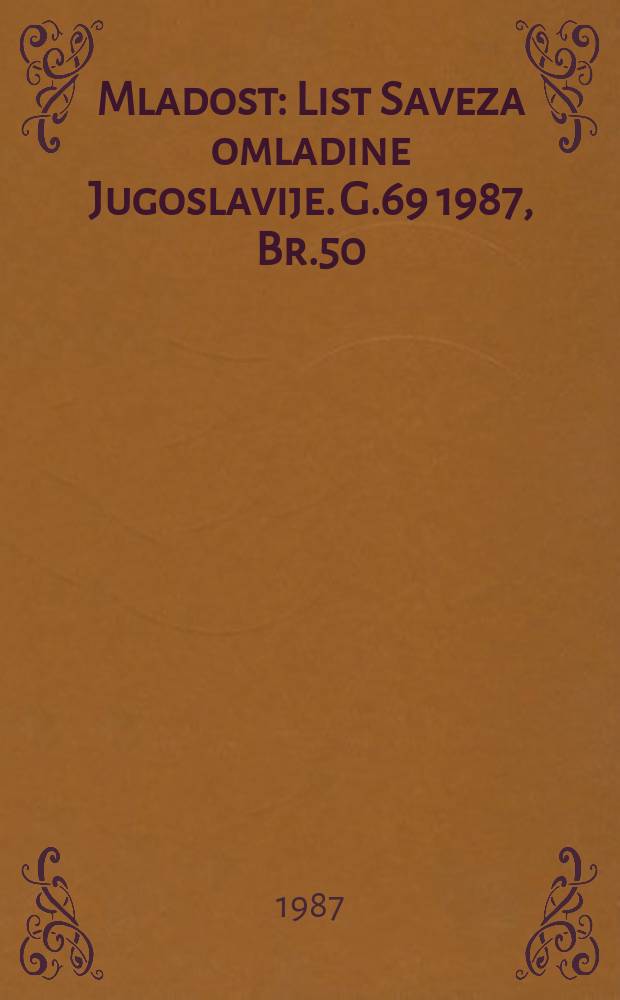 Mladost: List Saveza
omladine
Jugoslavije. G.69 1987,
Br.50
1987